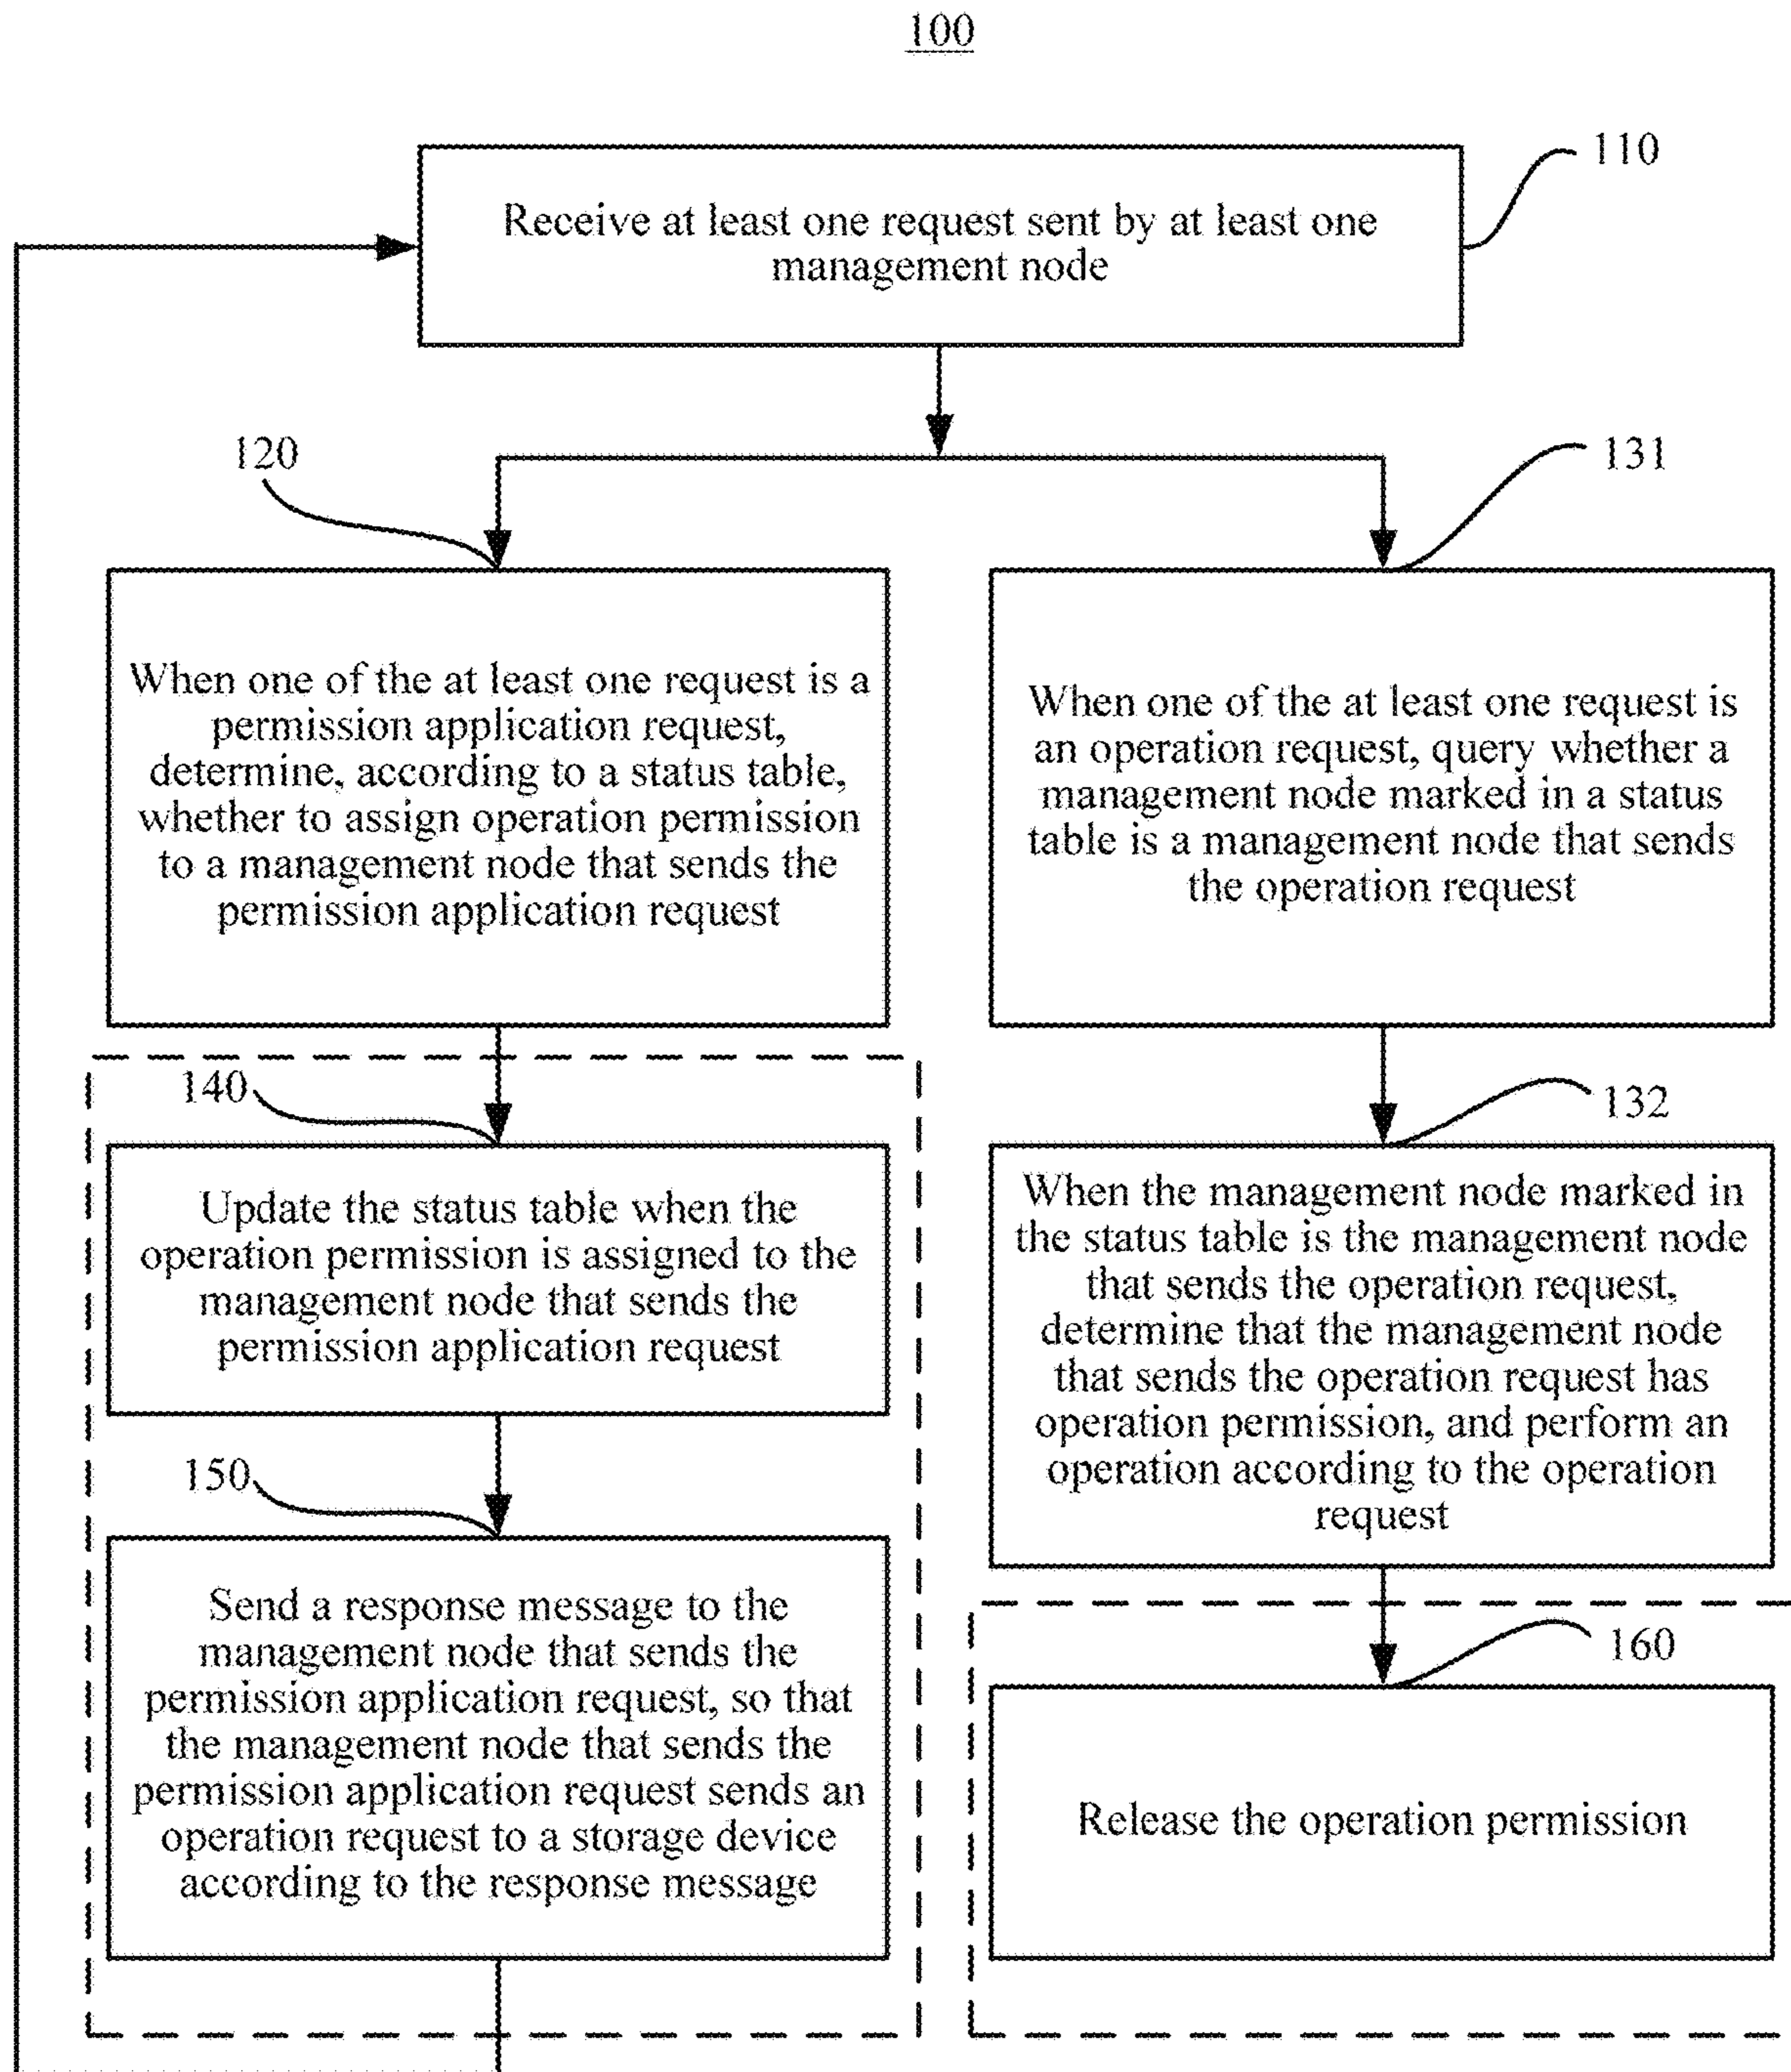 100
110
Receive at least one request sent by at least one
management node
120
131
When one of the at least one request is a
permission application request,
determine, according to a status table,
whether to assign operation permission
to a management node that sends the
permission application request
When one of the at least one request is
an operation request, query whether a
management node marked in a status
table is a management node that sends
the operation request
140
Update the status table when the
operation permission is assigned to the
management node that sends the
permission application request
132
When the management node marked in
the status table is the management node
that sends the operation request,
determine that the management node
that sends the operation request has
operation permission, and perform an
operation according to the operation
request
150
Send a response message to the
management node that sends the
permission application request, so that
the management node that sends the
permission application request sends an
operation request to a storage device
according to the response message
160
Release the operation permission